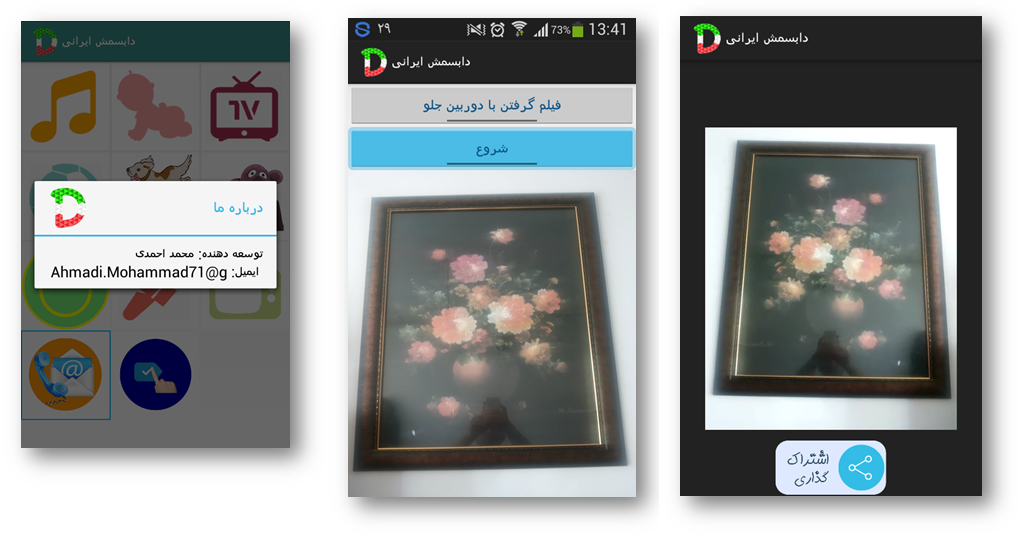 دابسمش ایرانی
TV
درباره ما
توسعه دهنده: محمد احمدی
ایمیل: Ahmadi.Mohammad71@g
۲۹
73%
13:41
دابسمش ایرانی
فیلم گرفتن با دوربین جلو
شروع
دابسمش ایرانی
اشتراک
گذاری